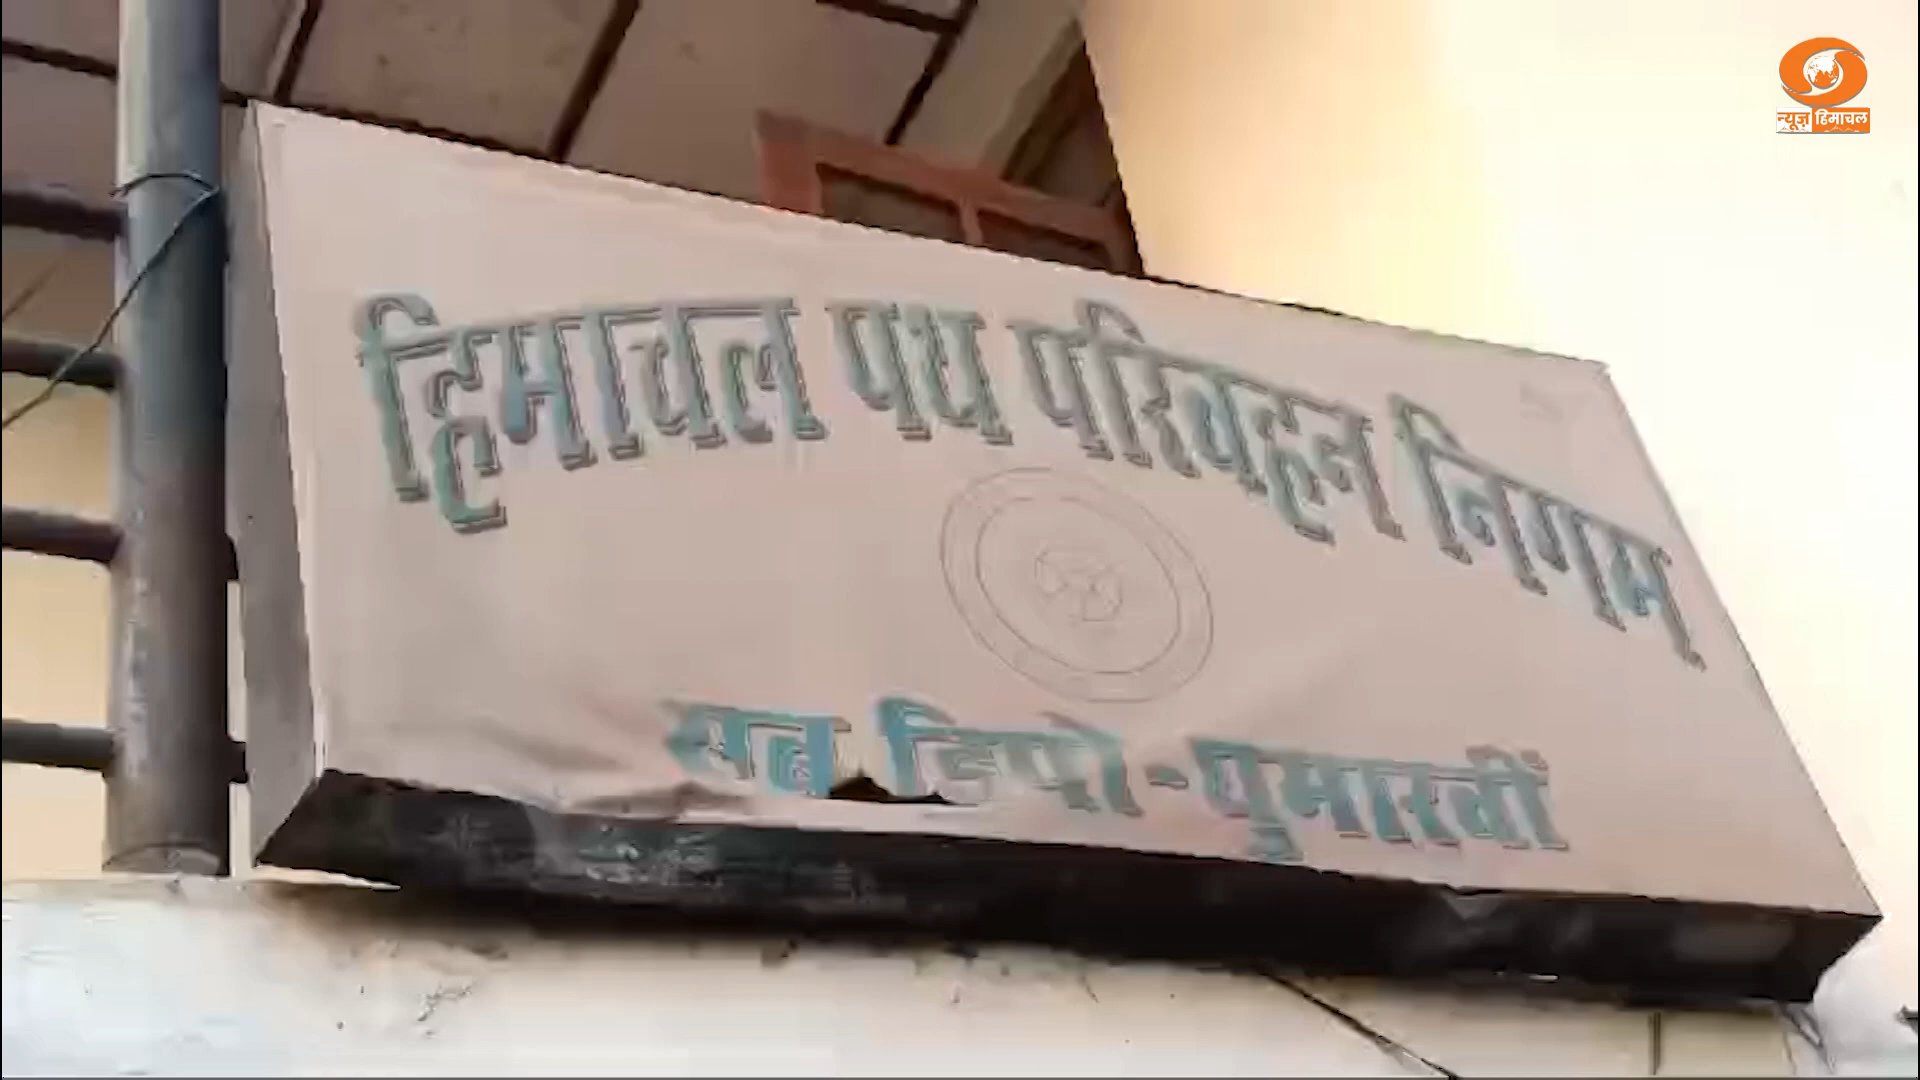 न्यूज़ हिमाचल
हिमाचल पथ परिवहन निगम
सब डिपो - घुमारवीं